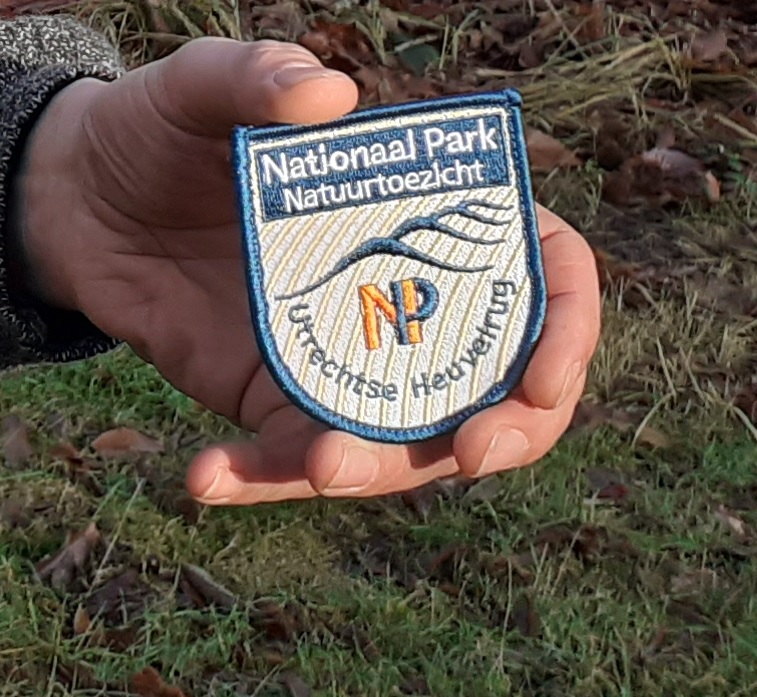 Nationaal Park
Natuurtoezicht
NP
Utrechtse Heuvelrug